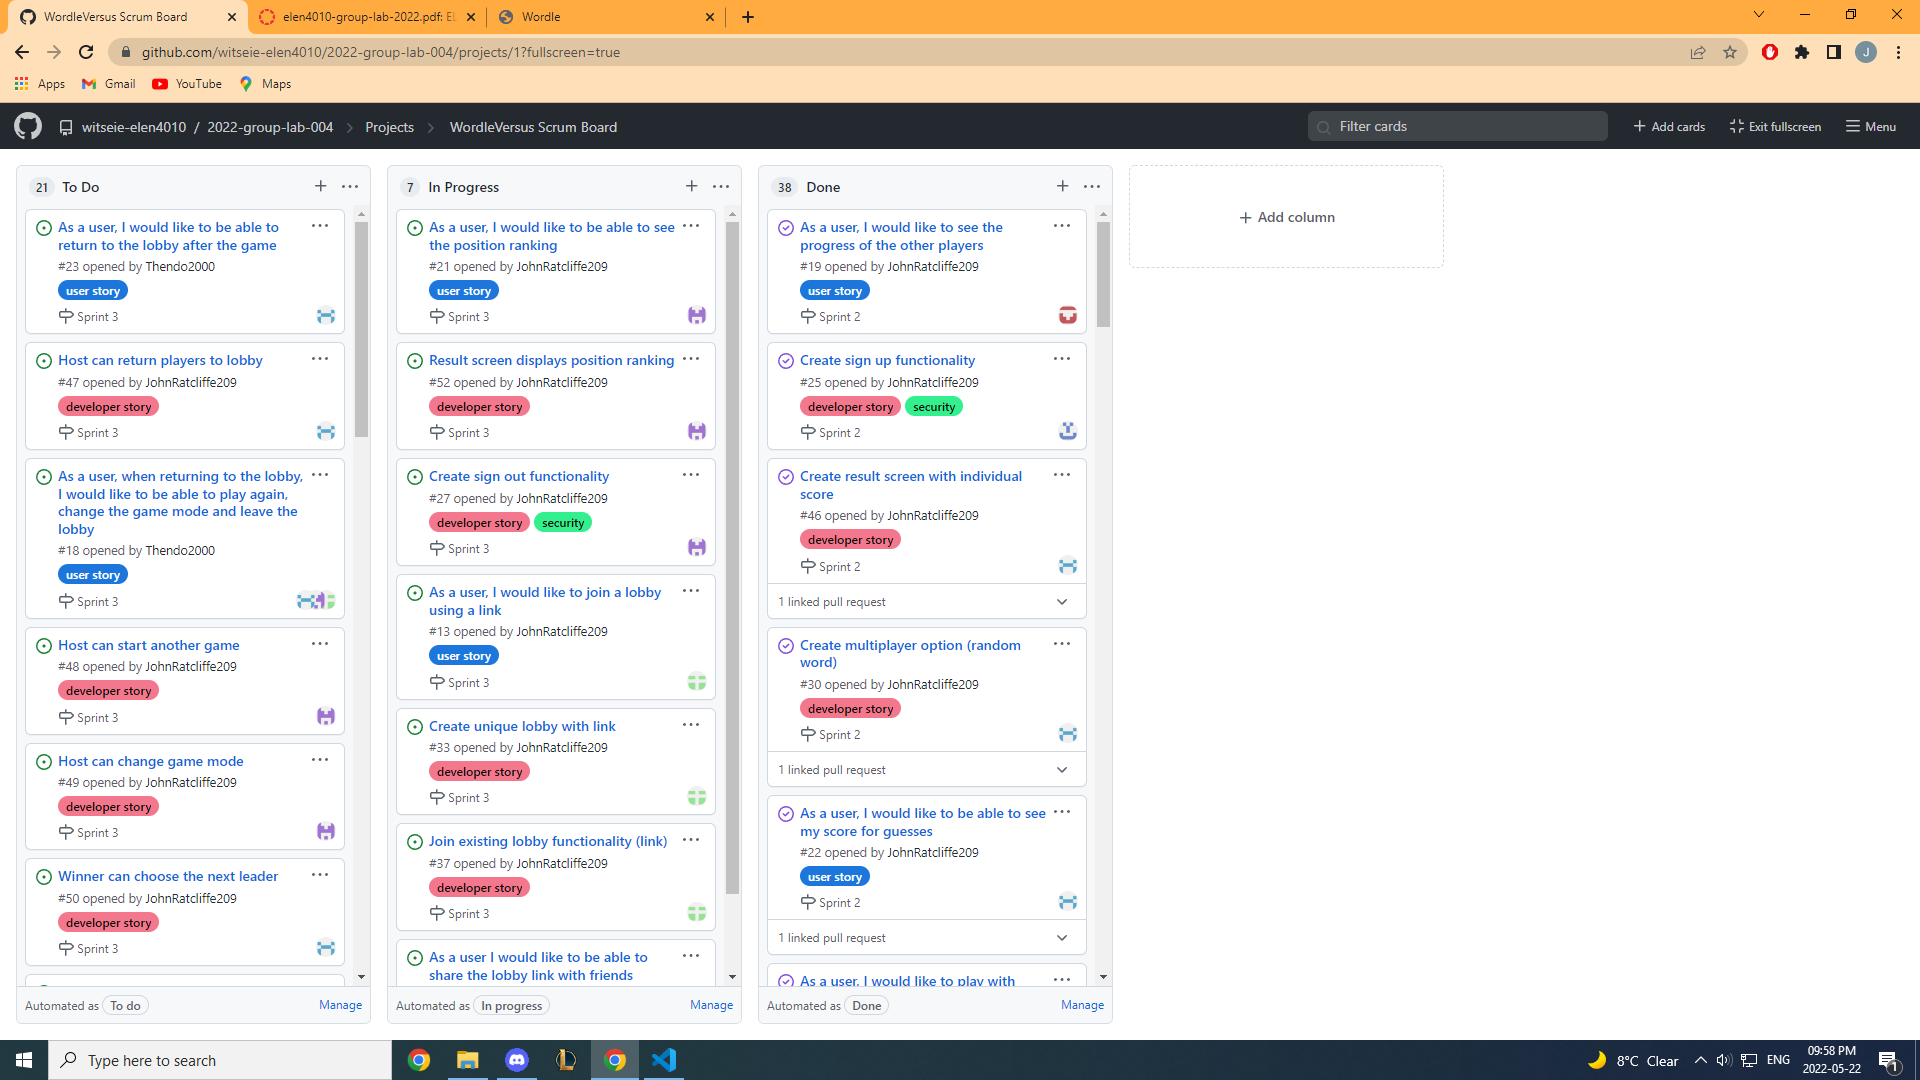 WordleVersus Scrum Board
elen4010-group-lab-2022.pdf: EL
Wordle
github.com/witseie-elen4010/2022-group-lab-004/projects/1?fullscreen=true
J
Apps
Gmail
YouTube
Maps
witseie-elen4010 / 2022-group-lab-004
Projects
WordleVersus Scrum Board
Filter cards
Add cards
Exit fullscreen
Menu
21 To Do
As a user, I would like to be able to
return to the lobby after the game
#23 opened by Thendo2000
user story
Sprint 3
Host can return players to lobby
#47 opened by JohnRatcliffe209
developer story
Sprint 3
As a user, when returning to the lobby,
I would like to be able to play again,
change the game mode and leave the
lobby
#18 opened by Thendo2000
user story
Sprint 3
Host can start another game
#48 opened by JohnRatcliffe209
developer story
Sprint 3
Host can change game mode
#49 opened by JohnRatcliffe209
developer story
Sprint 3
Winner can choose the next leader
#50 opened by JohnRatcliffe209
developer story
Sprint 3
Automated as To do
Manage
7 In Progress
As a user, I would like to be able to see
the position ranking
#21 opened by JohnRatcliffe209
user story
Sprint 3
Result screen displays position ranking
#52 opened by JohnRatcliffe209
developer story
Sprint 3
Create sign out functionality
#27 opened by JohnRatcliffe209
developer story security
Sprint 3
As a user, I would like to join a lobby
using a link
#13 opened by JohnRatcliffe209
user story
Sprint 3
Create unique lobby with link
#33 opened by JohnRatcliffe209
developer story
Sprint 3
Join existing lobby functionality (link)
#37 opened by JohnRatcliffe209
developer story
Sprint 3
As a user I would like to be able to
share the lobby link with friends
Automated as In progress
Manage
38 Done
As a user, I would like to see the
progress of the other players
#19 opened by JohnRatcliffe209
user story
Sprint 2
Create sign up functionality
#25 opened by JohnRatcliffe209
developer story security
Sprint 2
Create result screen with individual
score
#46 opened by JohnRatcliffe209
developer story
Sprint 2
1 linked pull request
Create multiplayer option (random
word)
#30 opened by JohnRatcliffe209
developer story
Sprint 2
1 linked pull request
As a user, I would like to be able to see
my score for guesses
#22 opened by JohnRatcliffe209
user story
Sprint 2
1 linked pull request
As a user, I would like to play with
Automated as Done
Manage
Add column
Type here to search
8°C Clear
ENG
09:58 PM
2022-05-22
1